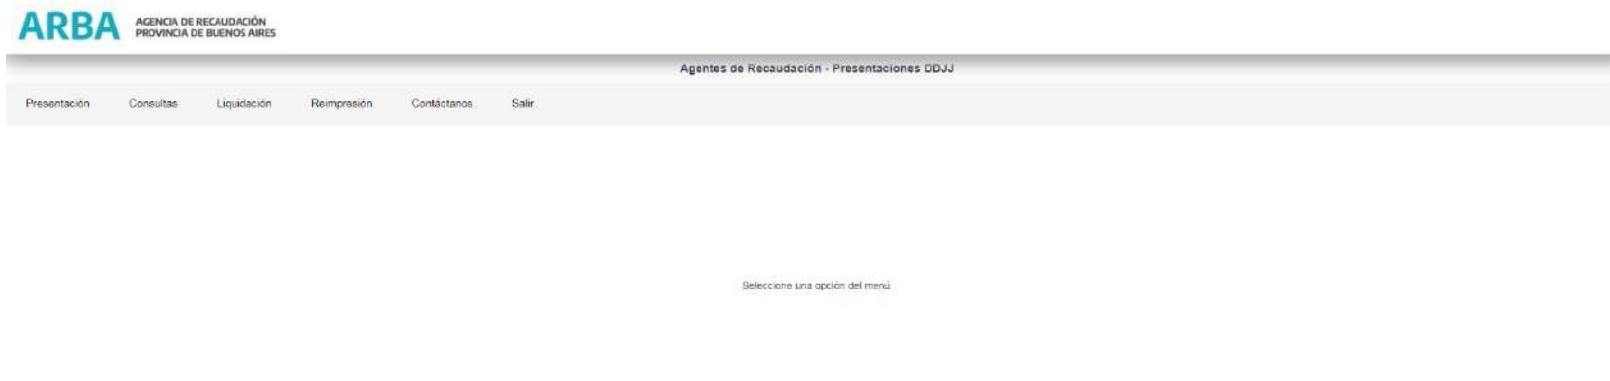 ARBA
AGENCIA DE RECAUDACIÓN
PROVINCIA DE BUENOS AIRES
Agentes de Recaudación - Presentaciones DDJJ
Presentación Consultas Liquidación Reimpresión Contáctanos Salir
Seleccione una opción del menú